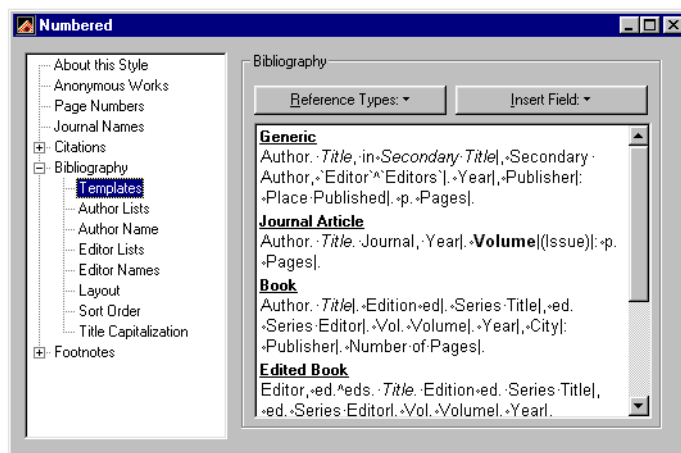 Numbered
About this Style
Anonymous Works
Page Numbers
Journal Names
Citations
Bibliography
Templates
Author Lists
Author Name
Editor Lists
Editor Names
Layout
Sort Order
Title Capitalization
Footnotes
Bibliography
Reference Types:
Insert Field:
Generic
Author.·Title,·in◦Secondary·Title|,◦Secondary·
Author,◦`Editor`^`Editors`|.◦Year|,◦Publisher|:
◦Place·Published|.◦p.◦Pages|.
Journal Article
Author.·Title.·Journal,·Year|.◦Volume|(Issue)|:◦p.
◦Pages|.
Book
Author.·Title|.◦Edition◦ed|.◦Series·Title|,◦ed.
◦Series·Editor|.◦Vol.◦Volume|.◦Year|,◦City|:
◦Publisher|.◦Number·of·Pages|.
Edited Book
Editor,◦ed.^eds.·Title.·Edition◦ed.·Series·Title|,
◦ed.◦Series·Editor|.◦Vol.◦Volume|.◦Year|.